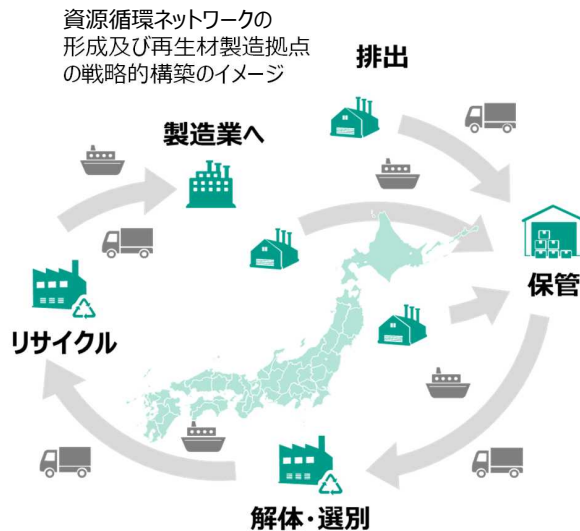 資源循環ネットワークの
形成及び再生材製造拠点
の戦略的構築のイメージ
排出
製造業へ
保管
リサイクル
解体・選別